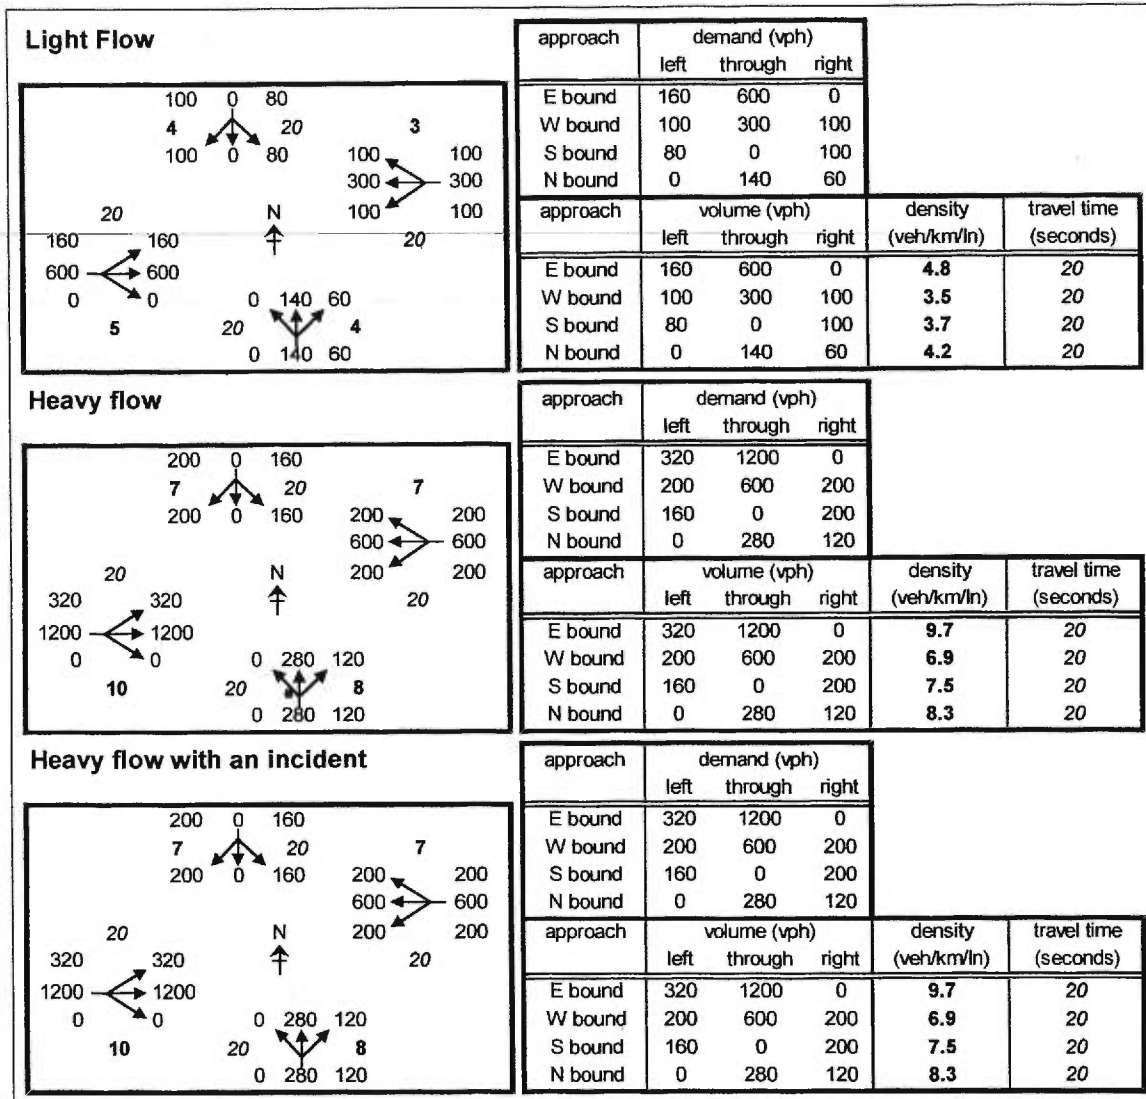 Light Flow
100 0 80
4 20 3
100 0 80
100 100
300 300
100 100
20 N
20
160 160
600 600
0 0
0 140 60
5 20 4
0 140 60
approach demand (vph)
left through right
E bound 160 600 0
W bound 100 300 100
S bound 80 0 100
N bound 0 140 60
approach volume (vph) density travel time
left through right (veh/km/ln) (seconds)
E bound 160 600 0 4.8 20
W bound 100 300 100 3.5 20
S bound 80 0 100 3.7 20
N bound 0 140 60 4.2 20
Heavy flow
200 0 160
7 20 7
200 0 160
200 200
600 600
200 200
20 N
20
320 320
1200 1200
0 0
0 280 120
10 20 8
0 280 120
approach demand (vph)
left through right
E bound 320 1200 0
W bound 200 600 200
S bound 160 0 200
N bound 0 280 120
approach volume (vph) density travel time
left through right (veh/km/ln) (seconds)
E bound 320 1200 0 9.7 20
W bound 200 600 200 6.9 20
S bound 160 0 200 7.5 20
N bound 0 280 120 8.3 20
Heavy flow with an incident
200 0 160
7 20 7
200 0 160
200 200
600 600
200 200
20 N
20
320 320
1200 1200
0 0
0 280 120
10 20 8
0 280 120
approach demand (vph)
left through right
E bound 320 1200 0
W bound 200 600 200
S bound 160 0 200
N bound 0 280 120
approach volume (vph) density travel time
left through right (veh/km/ln) (seconds)
E bound 320 1200 0 9.7 20
W bound 200 600 200 6.9 20
S bound 160 0 200 7.5 20
N bound 0 280 120 8.3 20